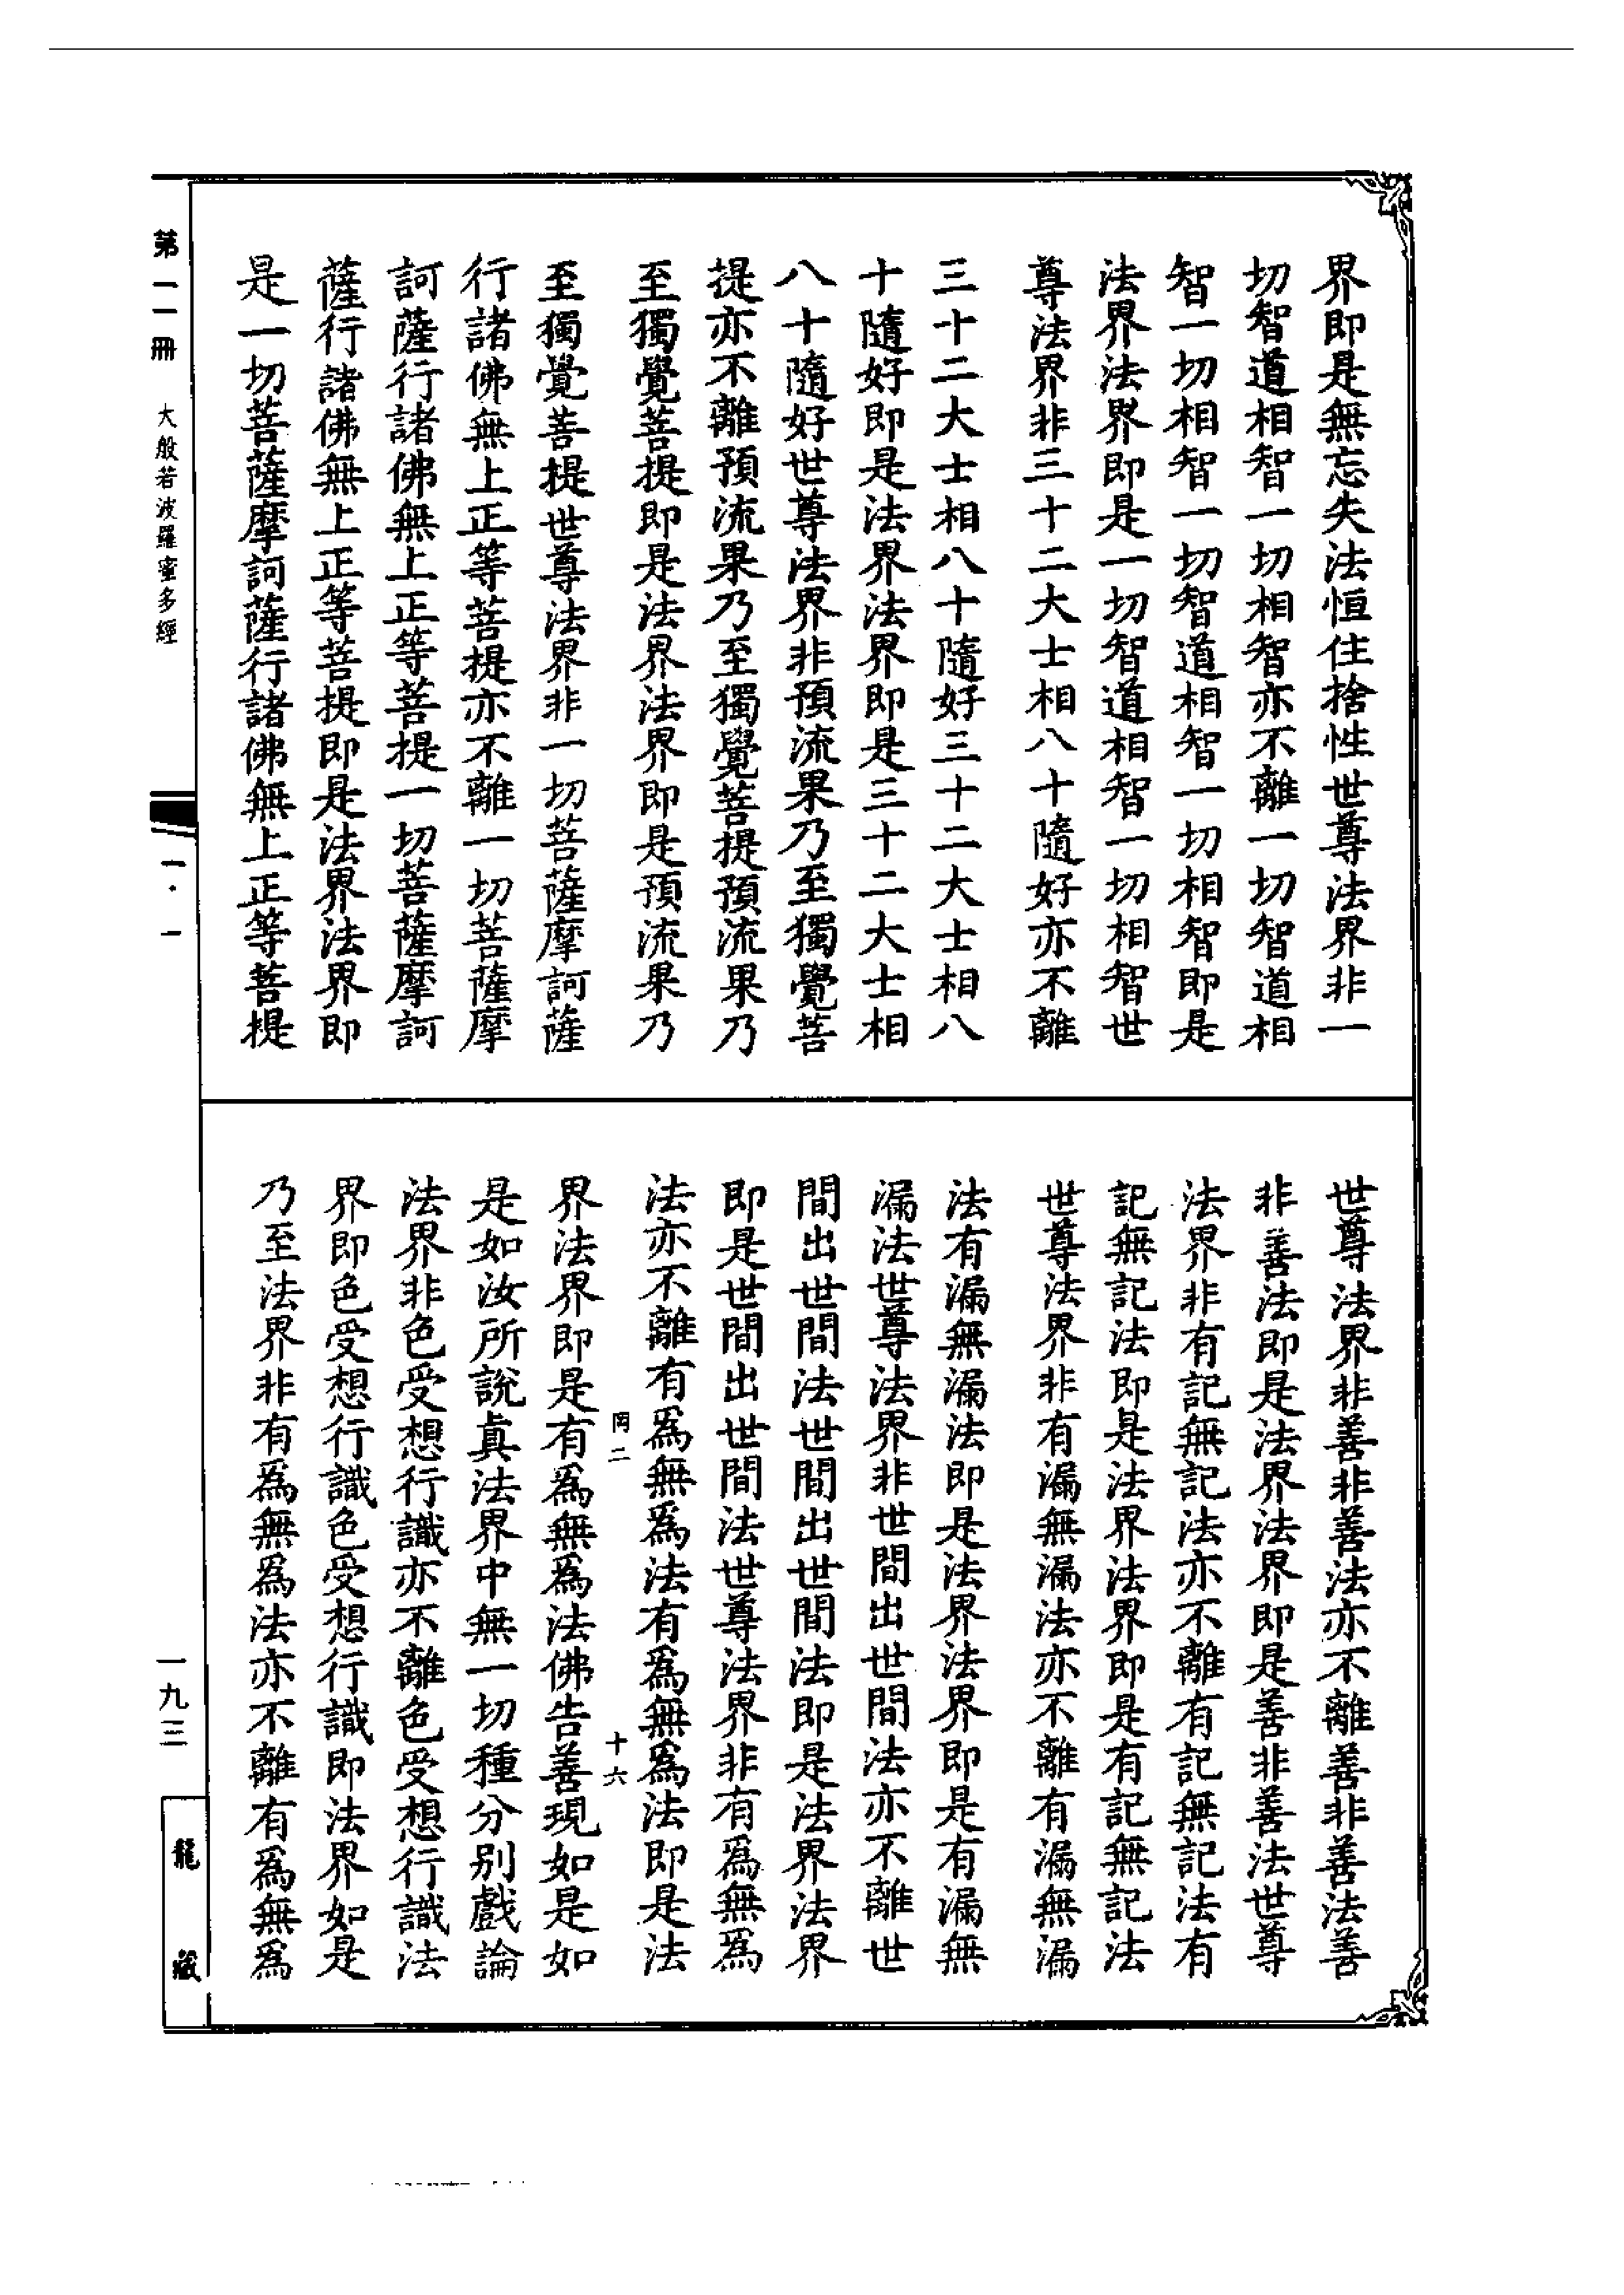 界即是無忘失法恒住捨性世尊法界非一
切智道相智一切相智亦不離一切智道相
智一切相智一切智道相智一切相智即是
法界法界即是一切智道相智一切相智世
尊法界非三十二大士相八十隨好亦不離
三十二大士相八十隨好三十二大士相八
十隨好即是法界法界即是三十二大士相
八十隨好世尊法界非預流果乃至獨覺菩
提亦不離預流果乃至獨覺菩提預流果乃
至獨覺菩提即是法界法界即是預流果乃
至獨覺菩提世尊法界非一切菩薩摩訶薩
行諸佛無上正等菩提亦不離一切菩薩摩
訶薩行諸佛無上正等菩提一切菩薩摩訶
薩行諸佛無上正等菩提即是法界法界即
是一切菩薩摩訶薩行諸佛無上正等菩提
世尊法界非善非善法亦不離善非善法善
非善法即是法界法界即是善非善法世尊
法界非有記無記法亦不離有記無記法有
記無記法即是法界法界即是有記無記法
世尊法界非有漏無漏法亦不離有漏無漏
法有漏無漏法即是法界法界即是有漏無
漏法世尊法界非世間出世間法亦不離世
間出世間法世間出世間法即是法界法界
即是世間出世間法世尊法界非有爲無爲
法亦不離有爲無爲法有爲無爲法即是法
罔二 十六
界法界即是有爲無爲法佛告善現如是如
是如汝所說真法界中無一切種分別戲論
法界非色受想行識亦不離色受想行識法
界即色受想行識色受想行識即法界如是
乃至法界非有爲無爲法亦不離有爲無爲
第一一冊 大般若波羅蜜多經
一·一
一九三
龍藏